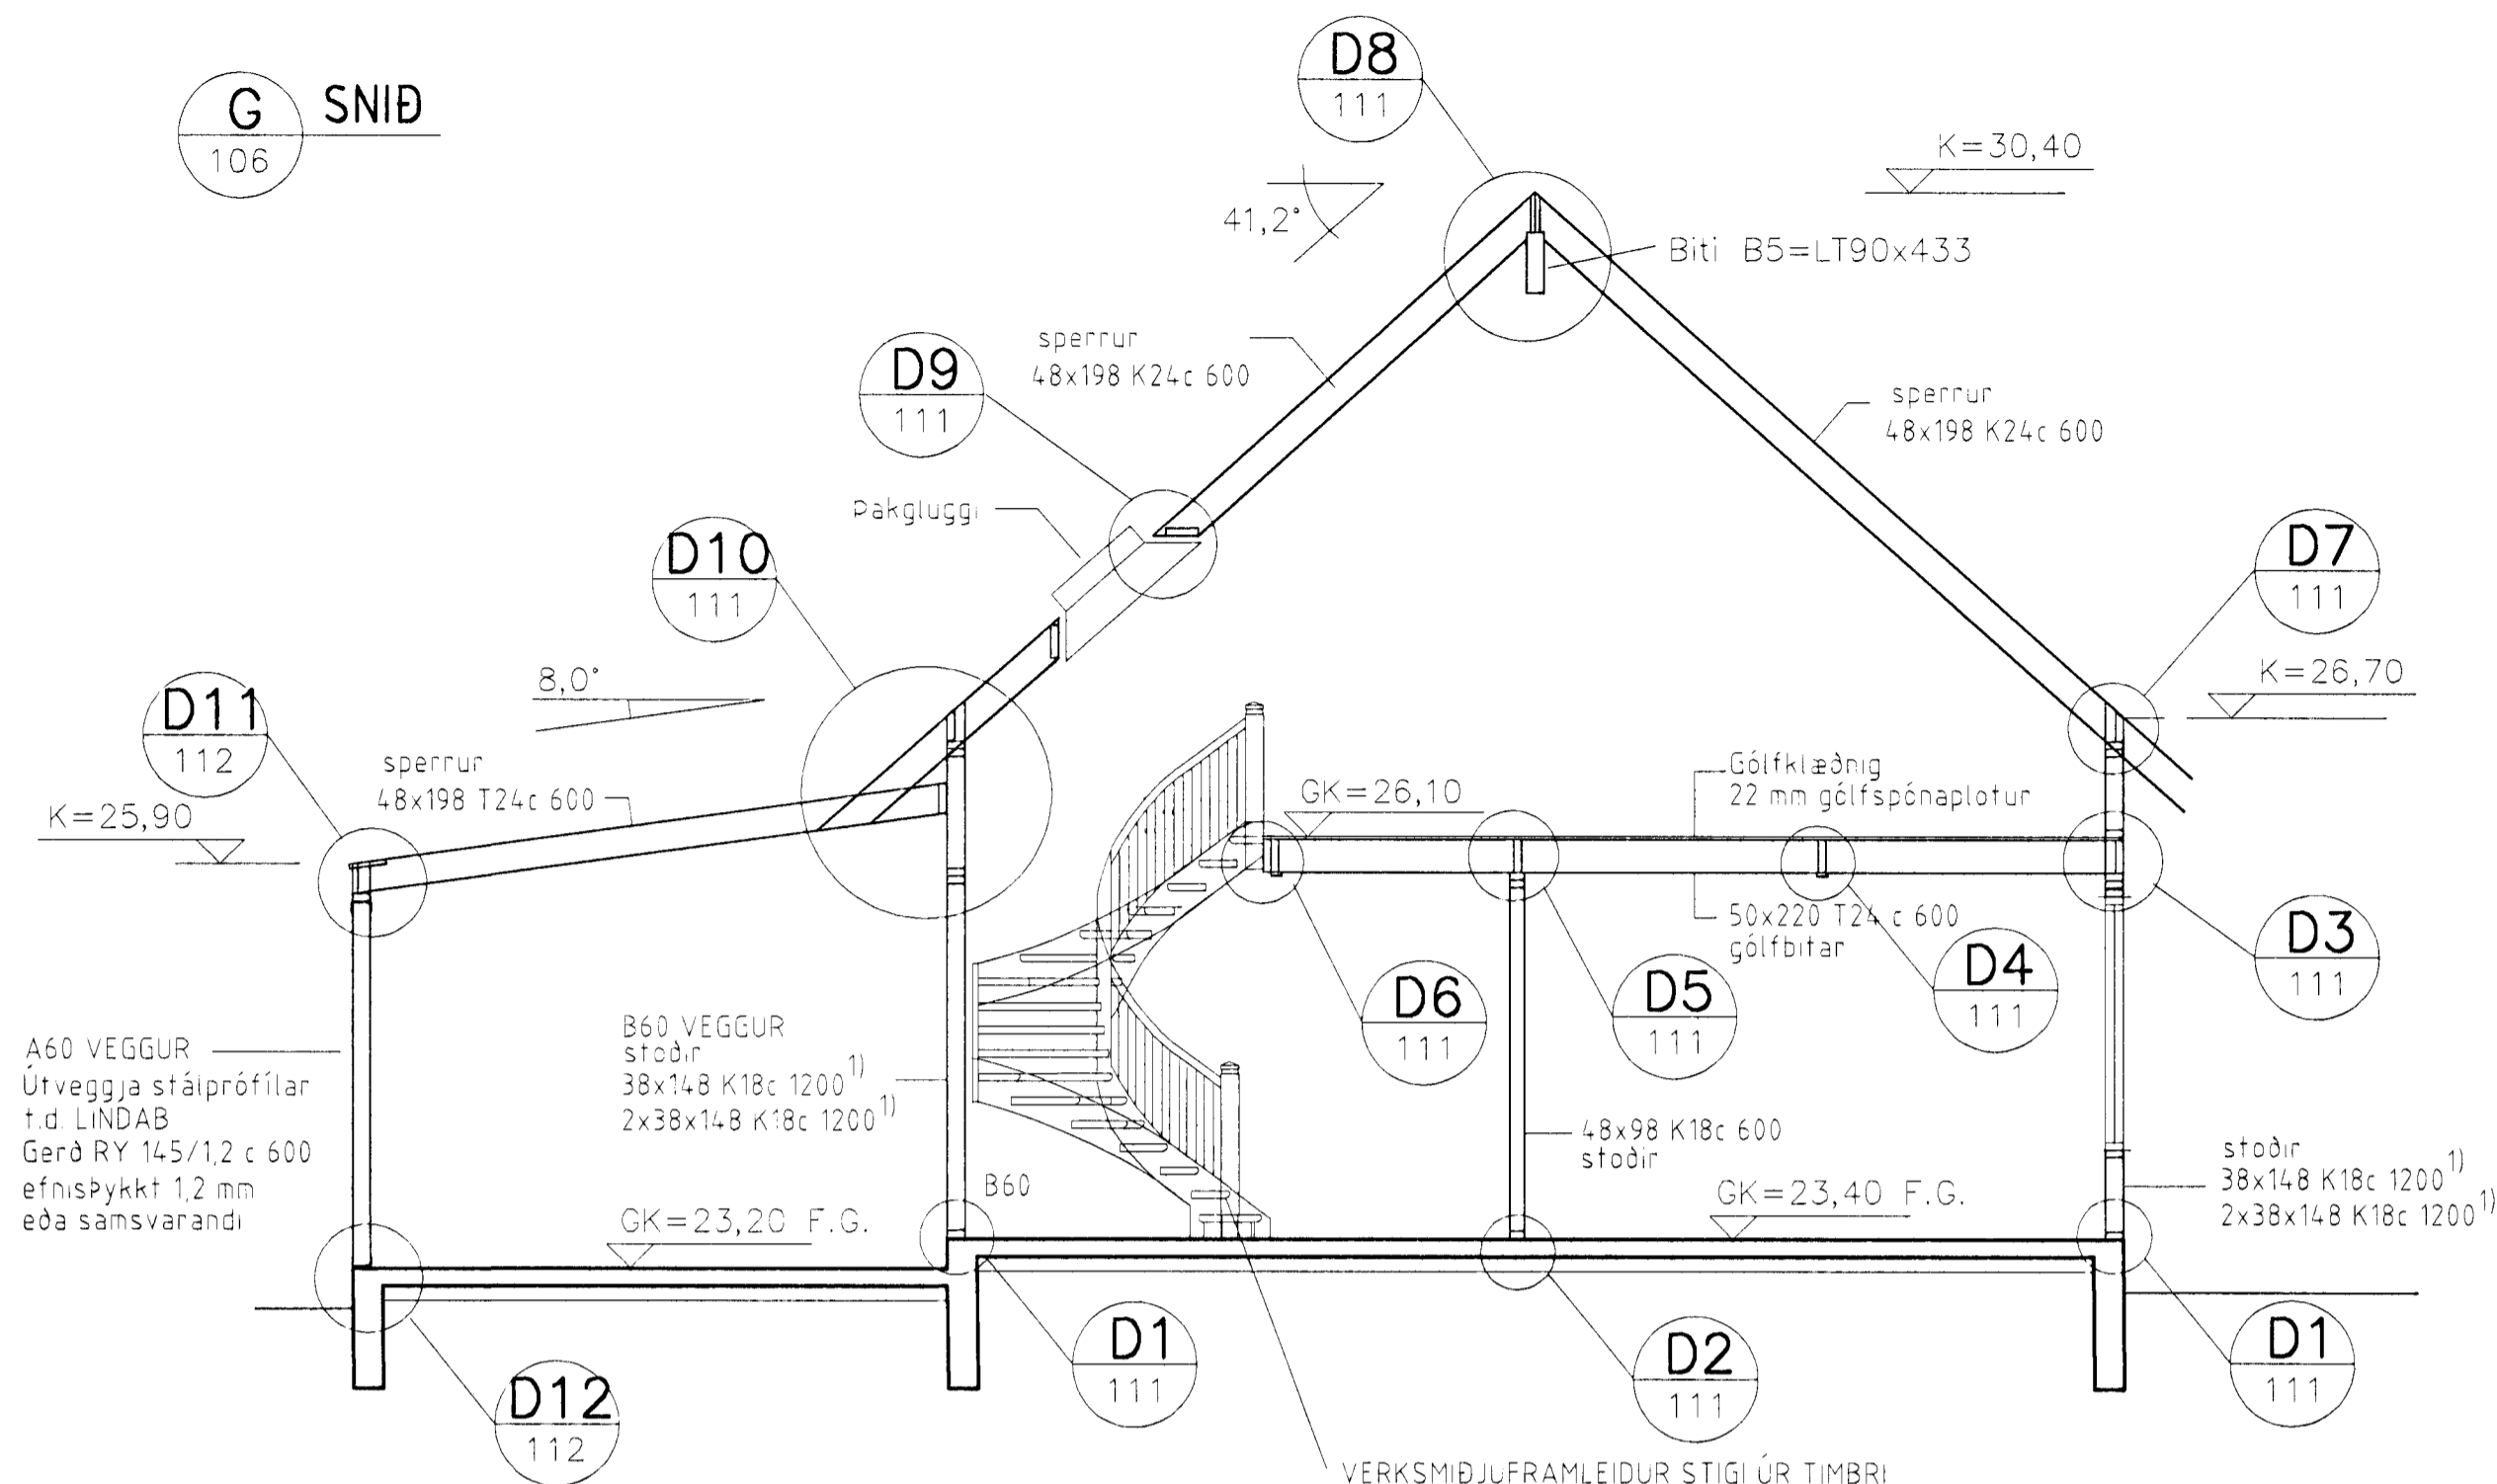 G SNIÐ
106
D8
111
K=30,40
41,2°
Biti B5=LT90x433
sperrur
48x198 K24c 600
D9
111
sperrur
48x198 K24c 600
Þakgluggi
D10
111
D7
111
8,0°
K=26,70
D11
112
sperrur
48x198 T24c 600
K=25,90
GK=26,10
Gólfklæðnig
22 mm gólfspónaplotur
50x220 T24 c 600
gólfbitar
D3
111
D4
111
D5
111
D6
111
A60 VEGGUR
Útveggja stálprófílar
t.d. LINDAB
Gerð RY 145/1,2 c 600
efnisþykkt 1,2 mm
eða samsvarandi
B60 VEGGUR
stoðir
38x148 K18c 1200 1)
2x38x148 K18c 1200 1)
48x98 K18c 600
stoðir
stoðir
38x148 K18c 1200 1)
2x38x148 K18c 1200 1)
B60
GK=23,20 F.G.
GK=23,40 F.G.
D12
112
D1
111
D2
111
D1
111
VERKSMIÐJUFRAMLEIDUR STIGI ÚR TIMBRI